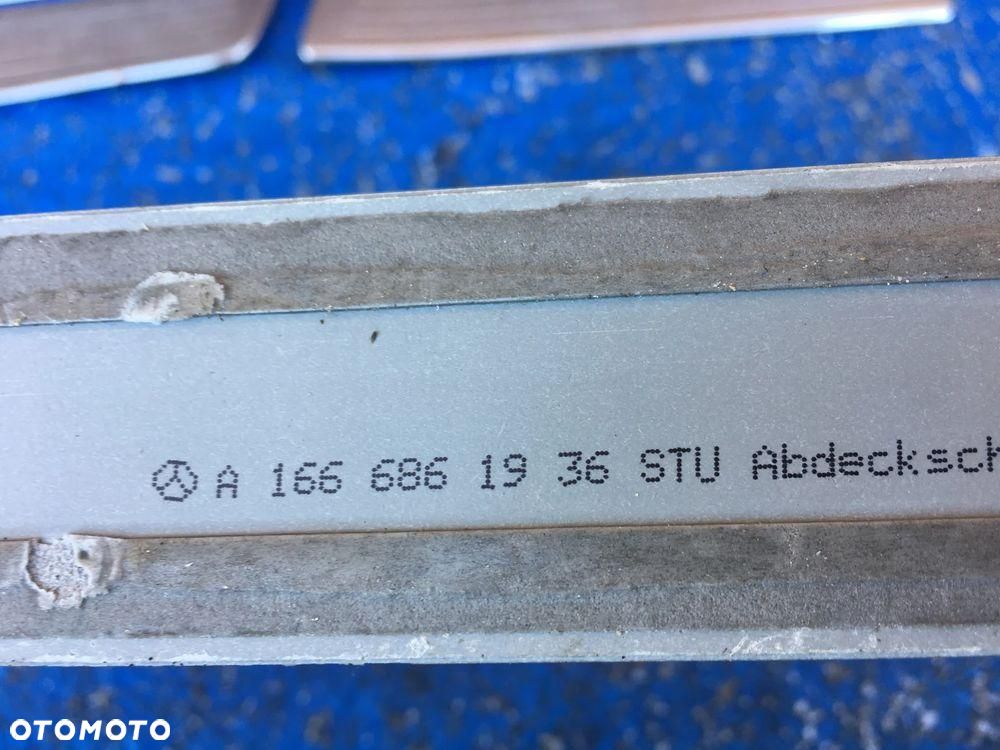 A 166 686 19 36 STU Abdecksch
OTOMOTO